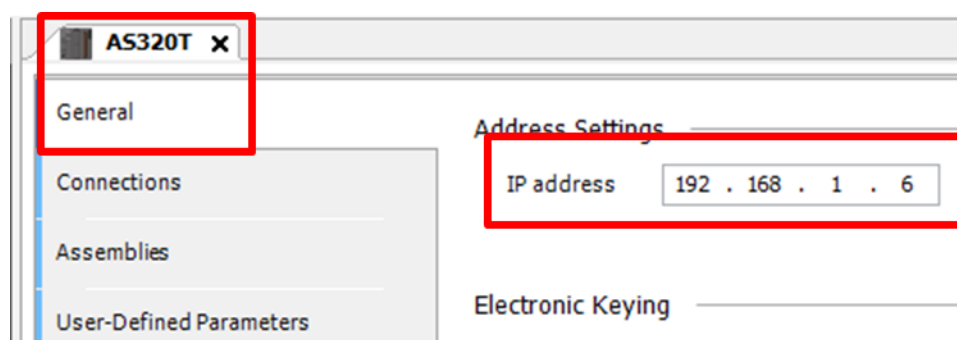 AS320T x
General
Address Settings
IP address 192 . 168 . 1 . 6
Connections
Assemblies
Electronic Keying
User-Defined Parameters